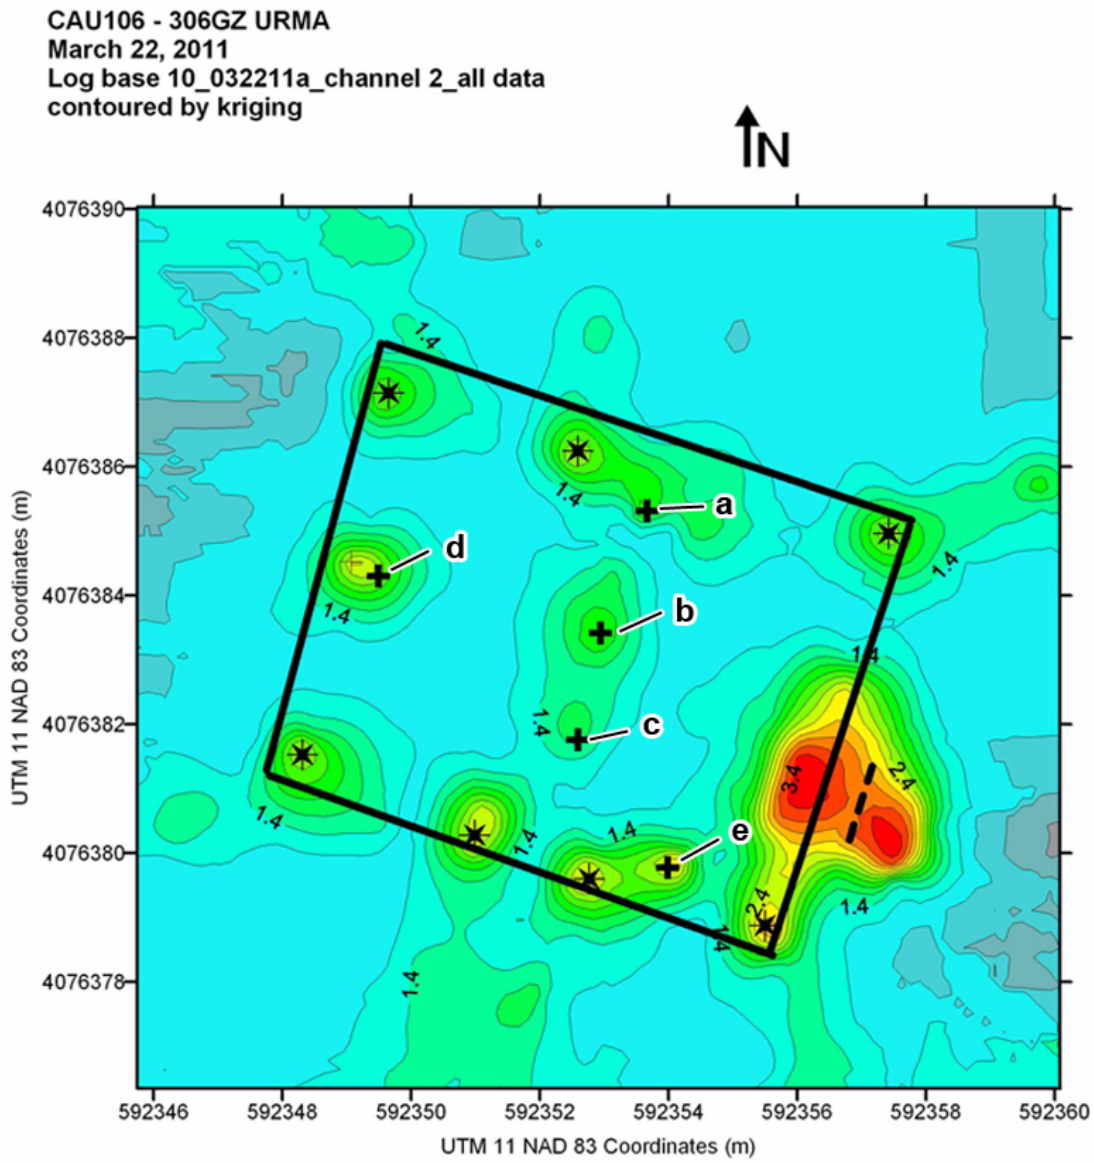 CAU106 - 306GZ URMA
March 22, 2011
Log base 10_032211a_channel 2_all data
contoured by kriging
N
4076390
4076388
4076386
4076384
4076382
4076380
4076378
UTM 11 NAD 83 Coordinates (m)
1.4
1.4
a
1.4
d
1.4
b
1.4
c
1.4
3.4
2.4
1.4
1.4
1.4
e
2.4
1.4
1.4
1.4
592346
592348
592350
592352
592354
592356
592358
592360
UTM 11 NAD 83 Coordinates (m)